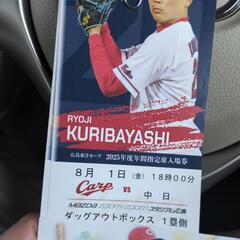 RYOJI
KURIBAYASHI
広島東洋カープ 2025年度年間指定席入場券
8月 1日(金) 18時00分
Carp VS 中日
MAZDA Zoom-Zoom スタジアム広島
ダッグアウトボックス 1塁側